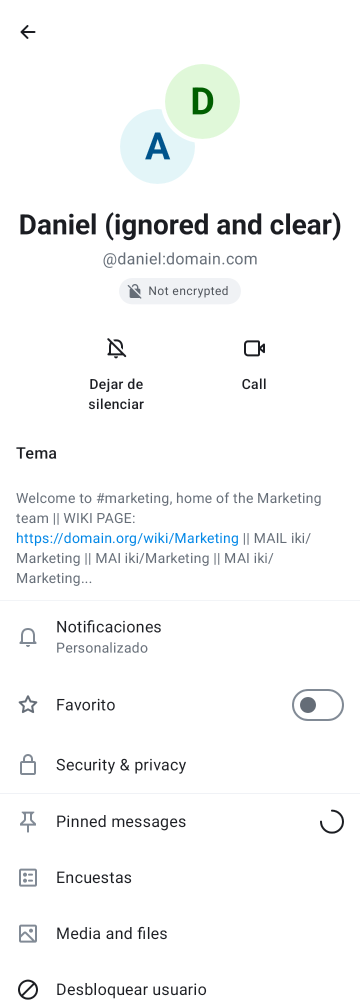 D
A
Daniel (ignored and clear)
@daniel:domain.com
Not encrypted
Dejar de
silenciar
Call
Tema
Welcome to #marketing, home of the Marketing
team || WIKI PAGE:
https://domain.org/wiki/Marketing || MAIL iki/
Marketing || MAI iki/Marketing || MAI iki/
Marketing...
Notificaciones
Personalizado
Favorito
Security & privacy
Pinned messages
Encuestas
Media and files
Desbloquear usuario